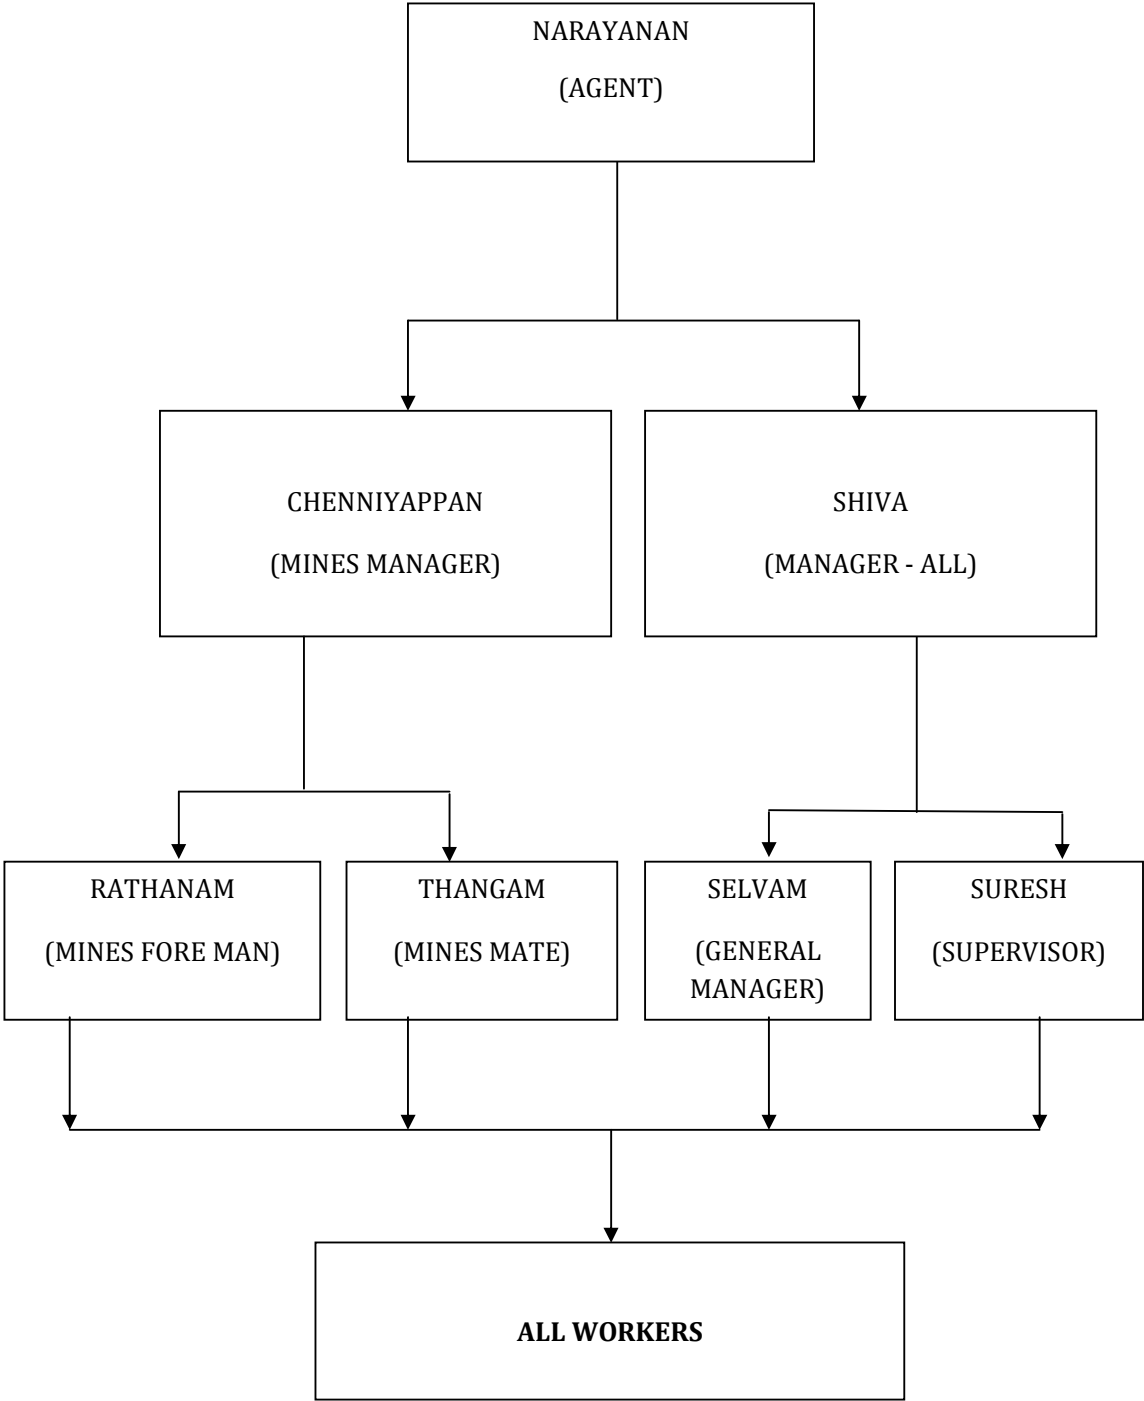 NARAYANAN
(AGENT)
CHENNIYAPPAN
(MINES MANAGER)
SHIVA
(MANAGER - ALL)
RATHANAM
(MINES FORE MAN)
THANGAM
(MINES MATE)
SELVAM
(GENERAL
MANAGER)
SURESH
(SUPERVISOR)
ALL WORKERS